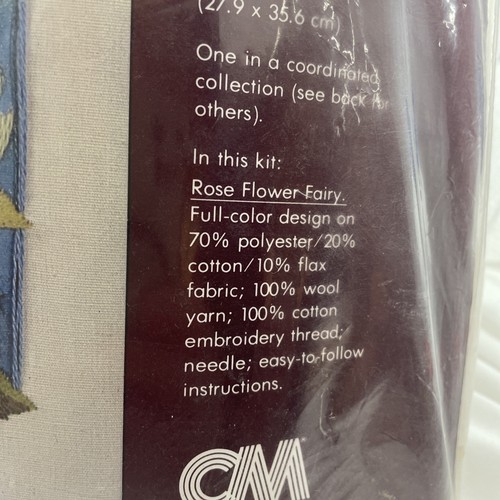 (27.9 x 35.6 cm)
One in a coordinated
collection (see back for
others).
In this kit:
Rose Flower Fairy.
Full-color design on
70% polyester/20%
cotton/10% flax
fabric; 100% wool
yarn; 100% cotton
embroidery thread;
needle; easy-to-follow
instructions.
CM